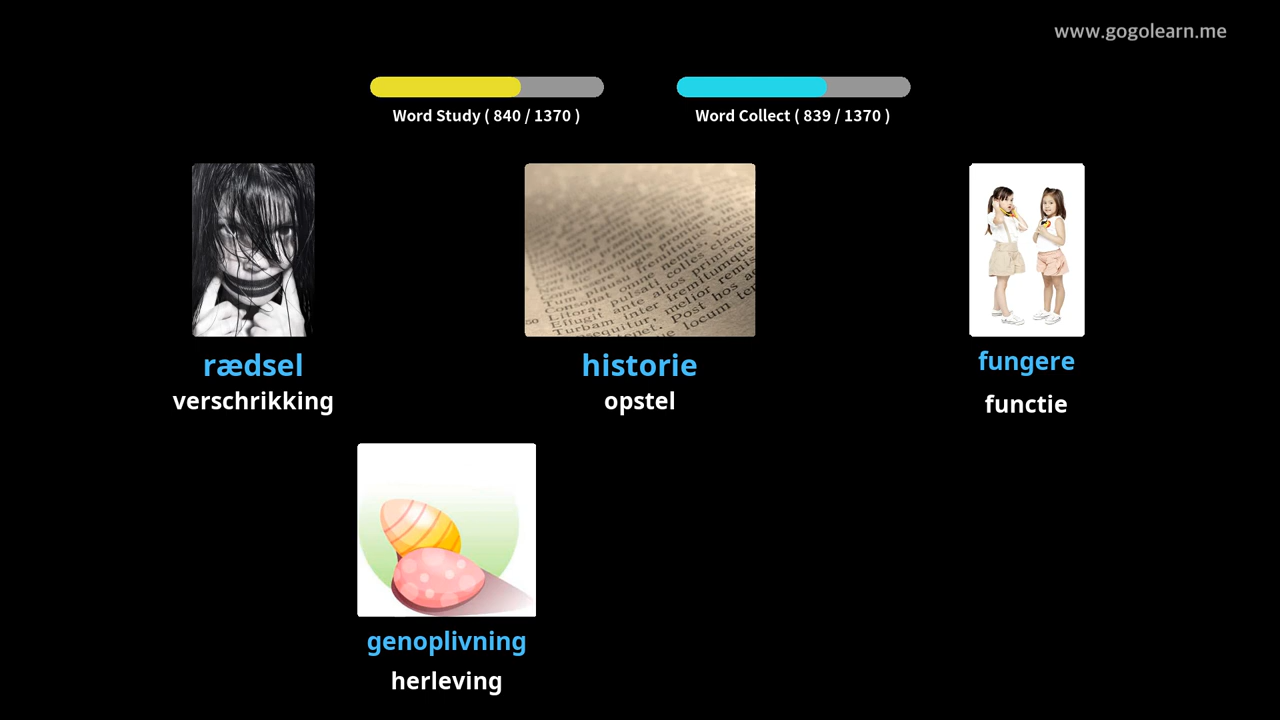 www.gogolearn.me
Word Study ( 840 / 1370 )
Word Collect ( 839 / 1370 )
rædsel
verschrikking
historie
opstel
fungere
functie
genoplivning
herleving